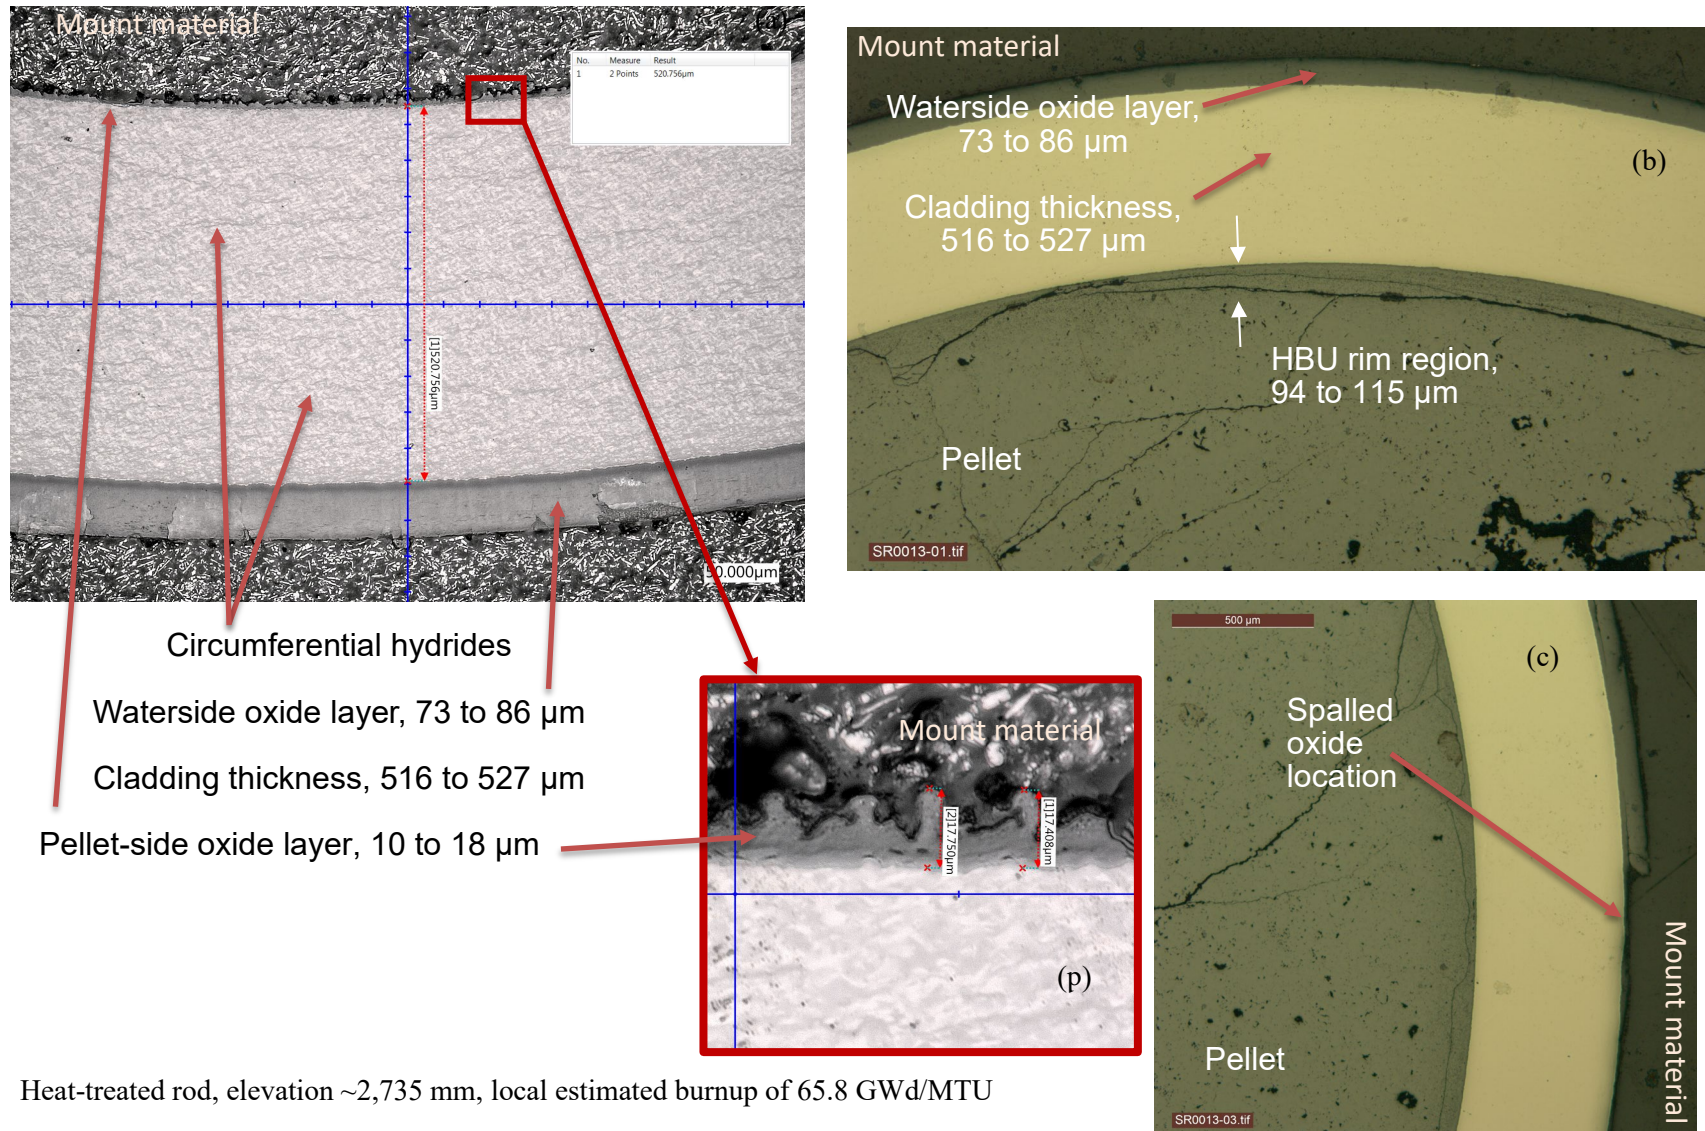 Mount material
(a)
No. Measure Result
1 2 Points 520.756µm
[1]520.756µm
50.000µm
Circumferential hydrides
Waterside oxide layer, 73 to 86 µm
Cladding thickness, 516 to 527 µm
Pellet-side oxide layer, 10 to 18 µm
Mount material
Waterside oxide layer,
73 to 86 µm
(b)
Cladding thickness,
516 to 527 µm
HBU rim region,
94 to 115 µm
Pellet
SR0013-01.tif
Mount material
[2]17.750µm
[1]17.408µm
(p)
500 µm
(c)
Spalled
oxide
location
Mount material
Pellet
SR0013-03.tif
Heat-treated rod, elevation ~2,735 mm, local estimated burnup of 65.8 GWd/MTU